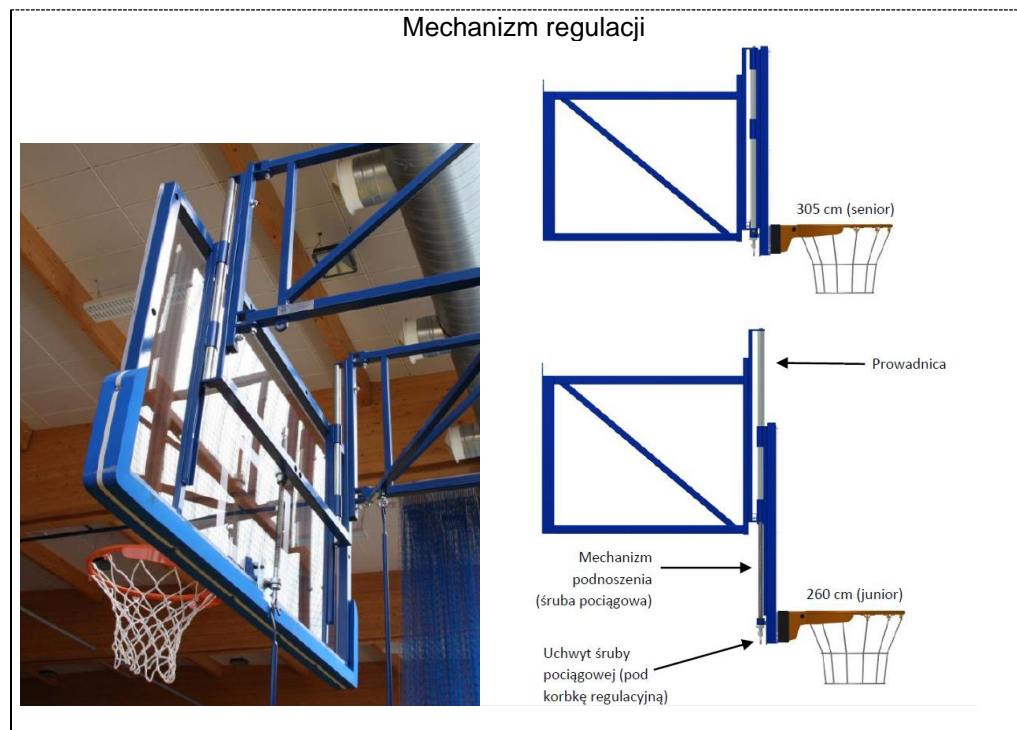 Mechanizm regulacji
305 cm (senior)
Prowadnica
Mechanizm
podnoszenia
(śruba pociągowa)
260 cm (junior)
Uchwyt śruby
pociągowej (pod
korbkę regulacyjną)